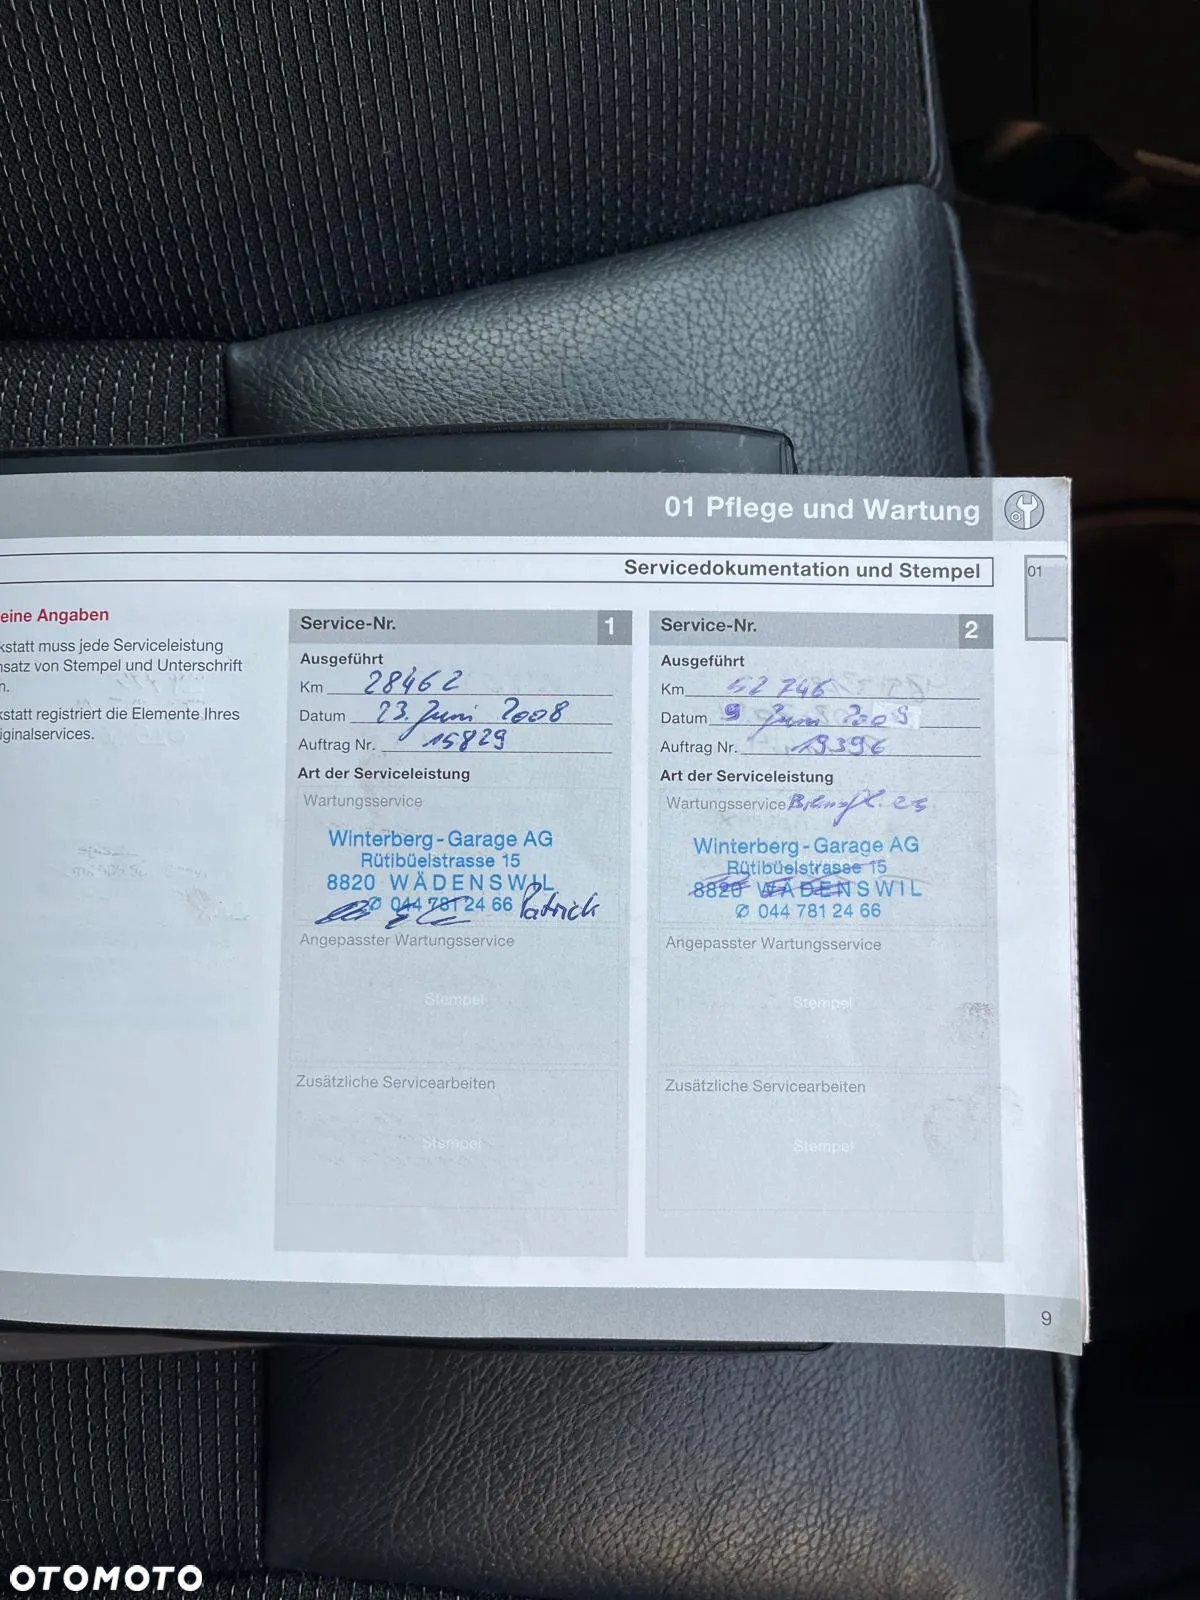 01 Pflege und Wartung
Servicedokumentation und Stempel
01
eine Angaben
kstatt muss jede Serviceleistung
nsatz von Stempel und Unterschrift
n.
kstatt registriert die Elemente Ihres
iginalservices.
Service-Nr. 1
Ausgeführt
Km 28462
Datum 23. Juni 2008
Auftrag Nr. 15829
Art der Serviceleistung
Wartungsservice
Winterberg-Garage AG
Rütibüelstrasse 15
8820 WÄDENSWIL
✆ 044 781 24 66 Patrick
Angepasster Wartungsservice
Stempel
Zusätzliche Servicearbeiten
Stempel
Service-Nr. 2
Ausgeführt
Km 52746
Datum 9 Juni 2009
Auftrag Nr. 19396
Art der Serviceleistung
Wartungsservice
Winterberg-Garage AG
Rütibüelstrasse 15
8820 WÄDENSWIL
✆ 044 781 24 66
Angepasster Wartungsservice
Stempel
Zusätzliche Servicearbeiten
Stempel
9
OTOMOTO